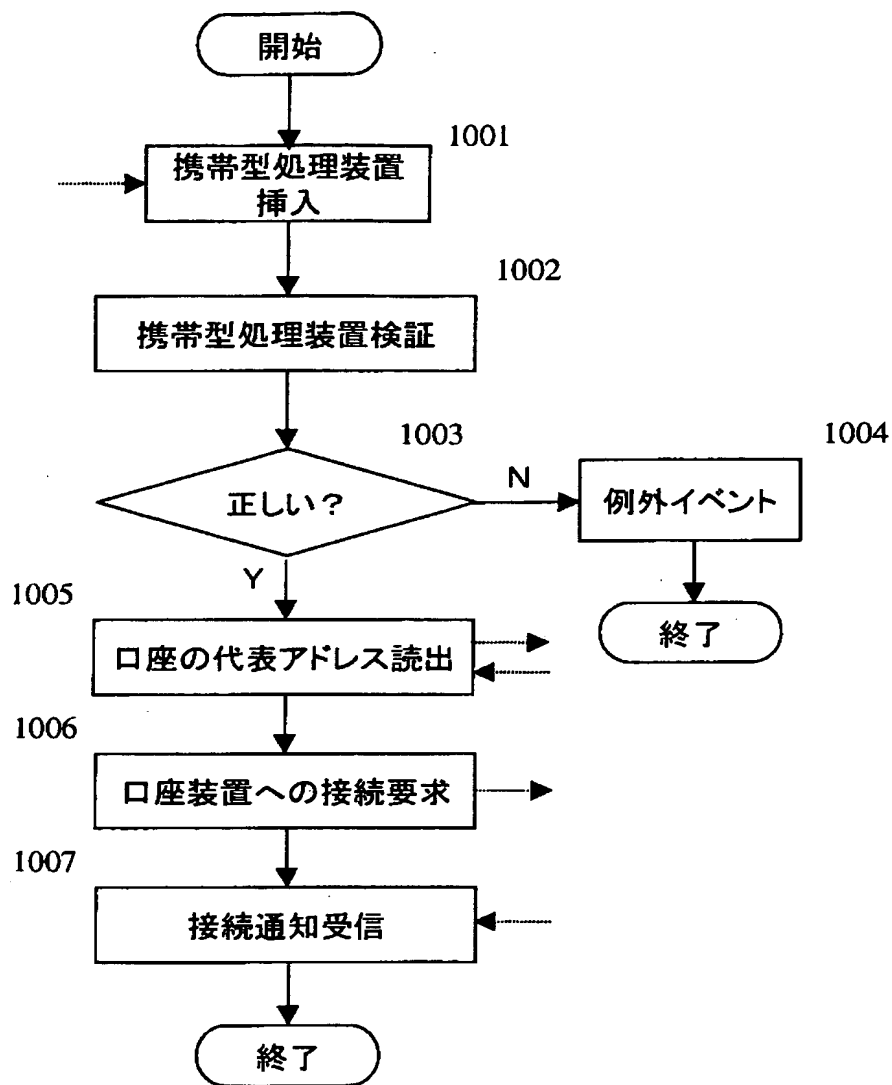 開始
1001
携帯型処理装置
挿入
1002
携帯型処理装置検証
1003
1004
正しい？
N
例外イベント
Y
終了
1005
口座の代表アドレス読出
1006
口座装置への接続要求
1007
接続通知受信
終了